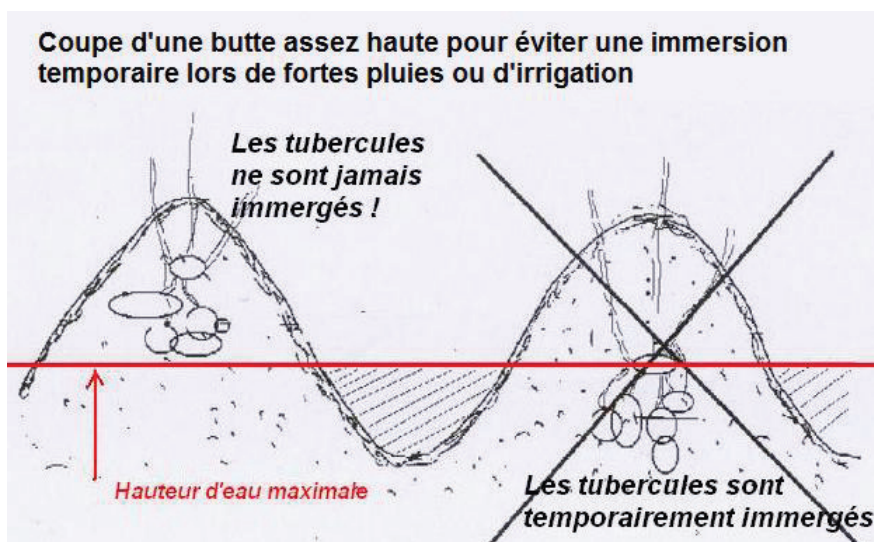 Coupe d'une butte assez haute pour éviter une immersion
temporaire lors de fortes pluies ou d'irrigation
Les tubercules
ne sont jamais
immergés !
Hauteur d'eau maximale
Les tubercules sont
temporairement immergés